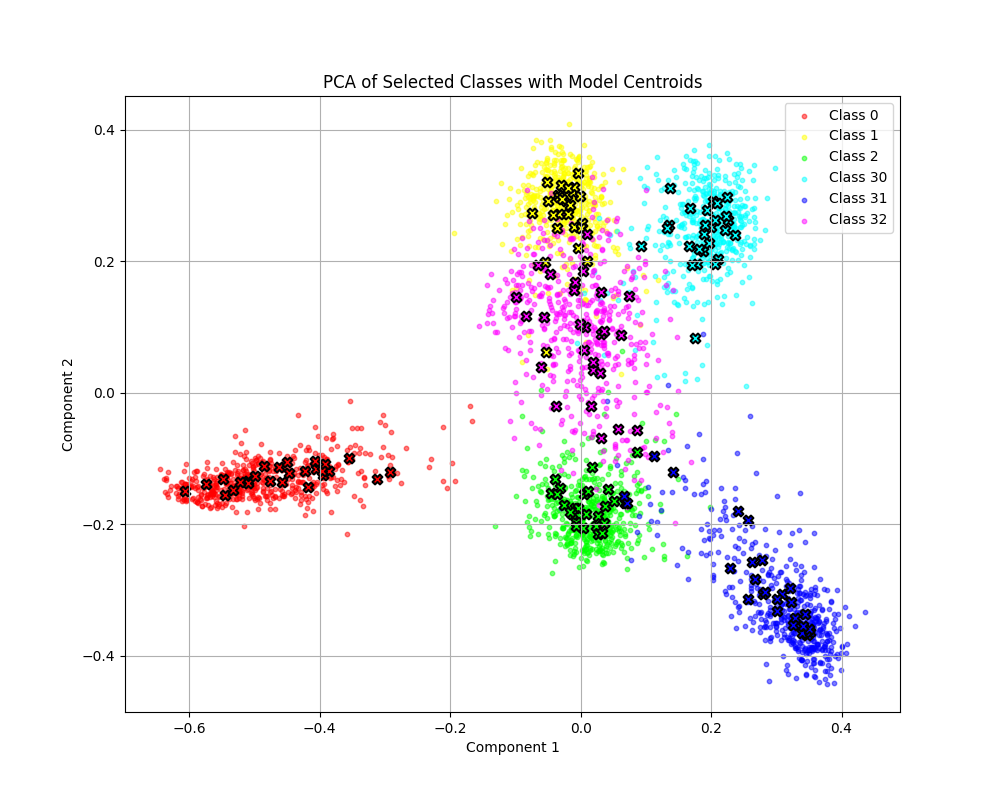 PCA of Selected Classes with Model Centroids
Class 0
Class 1
Class 2
Class 30
Class 31
Class 32
Component 2
0.4
0.2
0.0
−0.2
−0.4
−0.6
−0.4
−0.2
0.0
0.2
0.4
Component 1